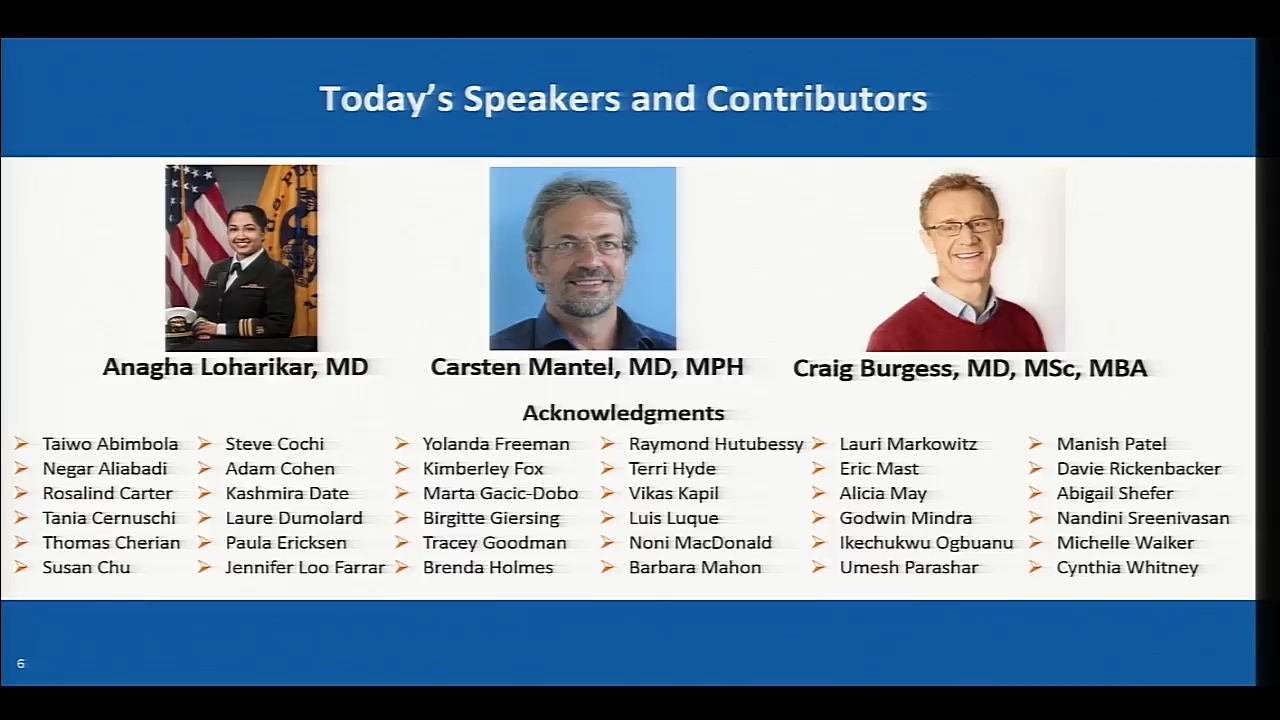 Today's Speakers and Contributors
Anagha Loharikar, MD
Carsten Mantel, MD, MPH
Craig Burgess, MD, MSc, MBA
Acknowledgments
Taiwo Abimbola
Negar Aliabadi
Rosalind Carter
Tania Cernuschi
Thomas Cherian
Susan Chu
Steve Cochi
Adam Cohen
Kashmira Date
Laure Dumolard
Paula Ericksen
Jennifer Loo Farrar
Yolanda Freeman
Kimberley Fox
Marta Gacic-Dobo
Birgitte Giersing
Tracey Goodman
Brenda Holmes
Raymond Hutubessy
Terri Hyde
Vikas Kapil
Luis Luque
Noni MacDonald
Barbara Mahon
Lauri Markowitz
Eric Mast
Alicia May
Godwin Mindra
Ikechukwu Ogbuanu
Umesh Parashar
Manish Patel
Davie Rickenbacker
Abigail Shefer
Nandini Sreenivasan
Michelle Walker
Cynthia Whitney
6